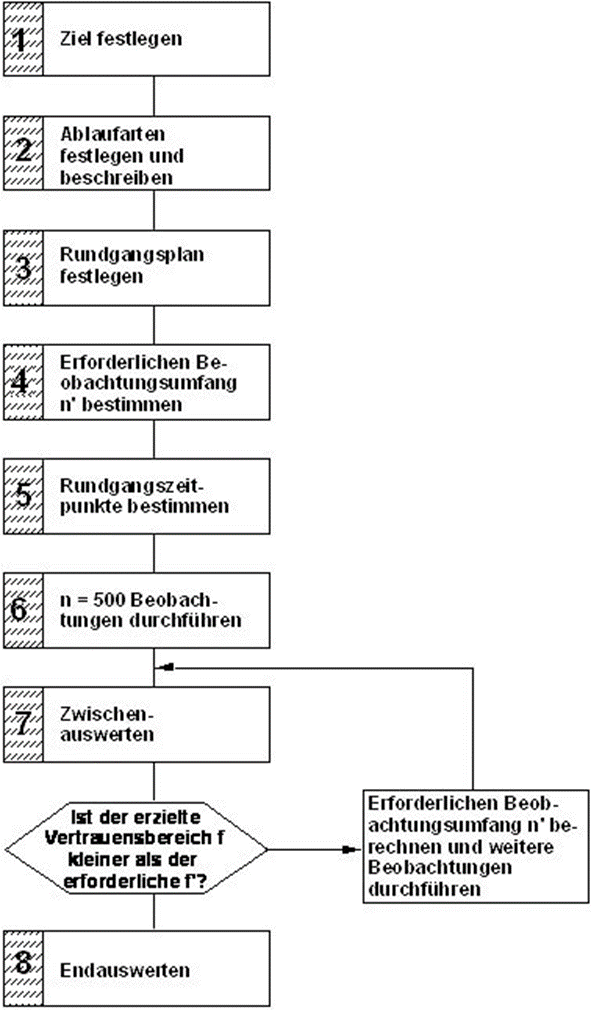 1
Ziel festlegen
2
Ablaufarten
festlegen und
beschreiben
3
Rundgangsplan
festlegen
4
Erforderlichen Be-
obachtungsumfang
n' bestimmen
5
Rundgangszeit-
punkte bestimmen
6
n = 500 Beobach-
tungen durchführen
7
Zwischen-
auswerten
Ist der erzielte
Vertrauensbereich f
kleiner als der
erforderliche f'?
Erforderlichen Beob-
achtungsumfang n' be-
rechnen und weitere
Beobachtungen
durchführen
8
Endauswerten